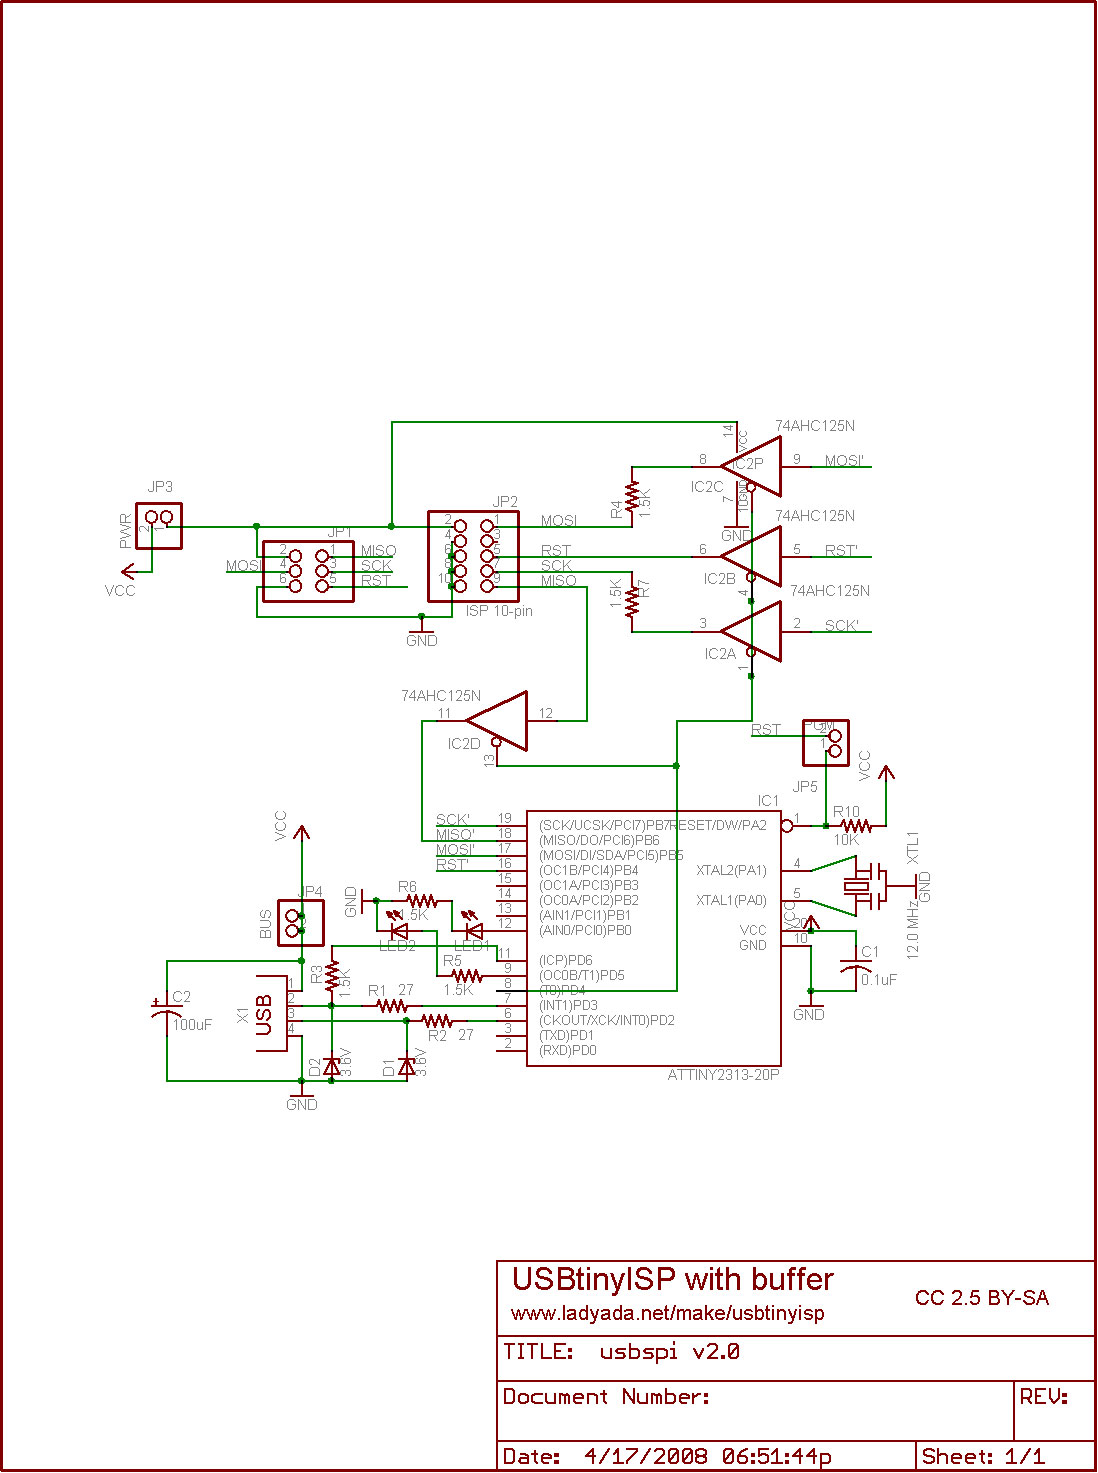 74AHC125N
14
VCC
8
IC2P
9
MOSI'
IC2C
7
GND
10
JP3
PWR
2
1
VCC
JP2
R4
1.5K
GND
74AHC125N
2
1
MOSI
4
3
6
5
RST
8
7
SCK
10
9
MISO
ISP 10-pin
6
5
RST'
IC2B
4
JP1
2
1
MISO
MOSI
4
3
SCK
6
5
RST
GND
1.5K
R7
74AHC125N
3
2
SCK'
IC2A
1
74AHC125N
11
12
IC2D
13
RST
PGM
2
1
JP5
VCC
IC1
R10
10K
VCC
SCK'
19
(SCK/UCSK/PCI7)PB7
RESET/DW/PA2
1
MISO'
18
(MISO/DO/PCI6)PB6
MOSI'
17
(MOSI/DI/SDA/PCI5)PB5
RST'
16
(OC1B/PCI4)PB4
XTAL2(PA1)
4
15
(OC1A/PCI3)PB3
14
(OC0A/PCI2)PB2
XTAL1(PA0)
5
13
(AIN1/PCI1)PB1
12
(AIN0/PCI0)PB0
VCC
20
GND
10
VCC
11
(ICP)PD6
9
(OC0B/T1)PD5
8
(T0)PD4
7
(INT1)PD3
6
(CKOUT/XCK/INT0)PD2
3
(TXD)PD1
2
(RXD)PD0
ATTINY2313-20P
XTL1
GND
12.0 MHz
C1
0.1uF
GND
JP4
BUS
GND
R6
1.5K
LED2
LED1
R5
1.5K
R3
1.5K
R1
27
R2
27
C2
100uF
X1
USB
1
2
3
4
D2
3.6V
D1
3.6V
GND
USBtinyISP with buffer
www.ladyada.net/make/usbtinyisp
CC 2.5 BY-SA
TITLE: usbspi v2.0
Document Number:
REV:
Date: 4/17/2008 06:51:44p
Sheet: 1/1